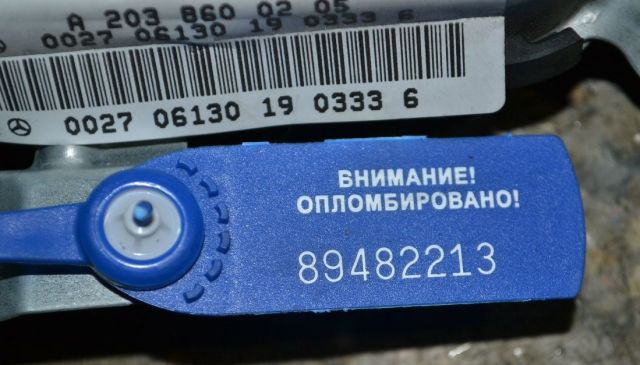 A 203 860 02 05
0027 06130 19 0333 6
0027 06130 19 0333 6
ВНИМАНИЕ!
ОПЛОМБИРОВАНО!
89482213